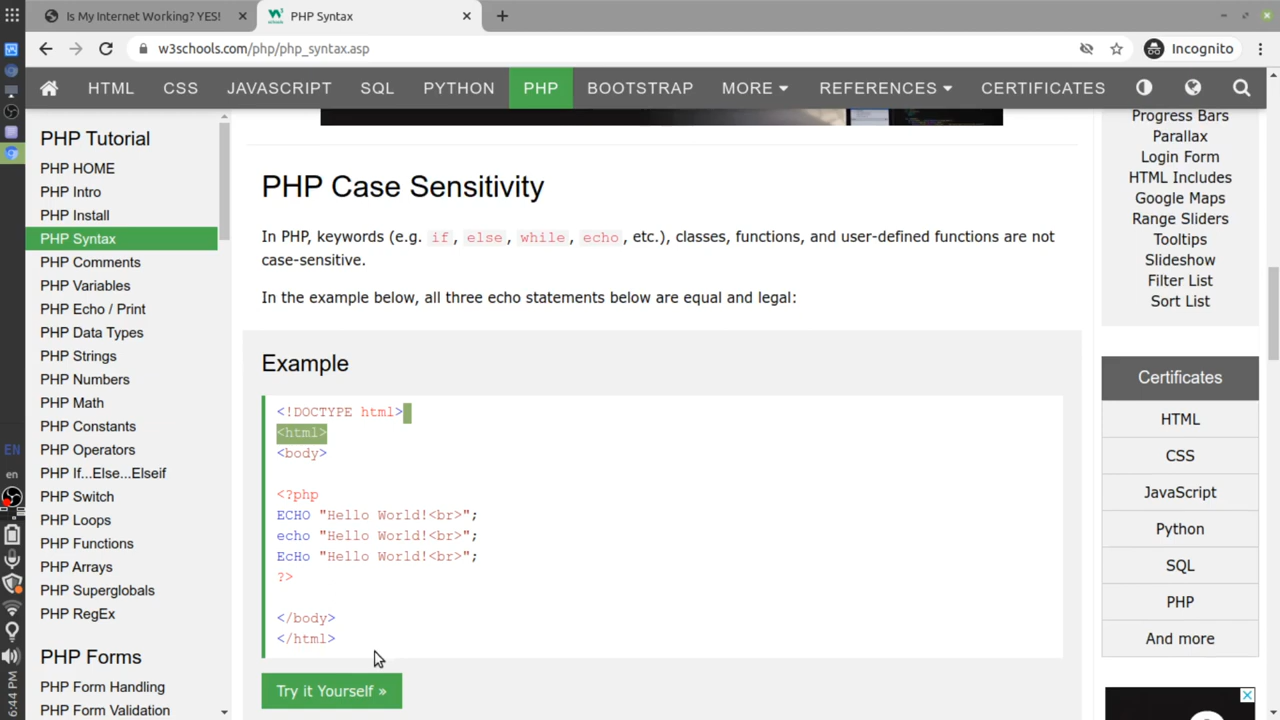 Is My Internet Working? YES!
PHP Syntax
w3schools.com/php/php_syntax.asp
Incognito
HTML CSS JAVASCRIPT SQL PYTHON PHP BOOTSTRAP MORE REFERENCES CERTIFICATES
PHP Tutorial
PHP HOME
PHP Intro
PHP Install
PHP Syntax
PHP Comments
PHP Variables
PHP Echo / Print
PHP Data Types
PHP Strings
PHP Numbers
PHP Math
PHP Constants
PHP Operators
PHP If...Else...Elseif
PHP Switch
PHP Loops
PHP Functions
PHP Arrays
PHP Superglobals
PHP RegEx
PHP Forms
PHP Form Handling
PHP Form Validation
PHP Case Sensitivity
In PHP, keywords (e.g. if, else, while, echo, etc.), classes, functions, and user-defined functions are not
case-sensitive.
In the example below, all three echo statements below are equal and legal:
Example
<!DOCTYPE html>
<html>
<body>
<?php
ECHO "Hello World!<br>";
echo "Hello World!<br>";
EcHo "Hello World!<br>";
?>
</body>
</html>
Try it Yourself »
Progress Bars
Parallax
Login Form
HTML Includes
Google Maps
Range Sliders
Tooltips
Slideshow
Filter List
Sort List
Certificates
HTML
CSS
JavaScript
Python
SQL
PHP
And more
EN
en
6:44 PM